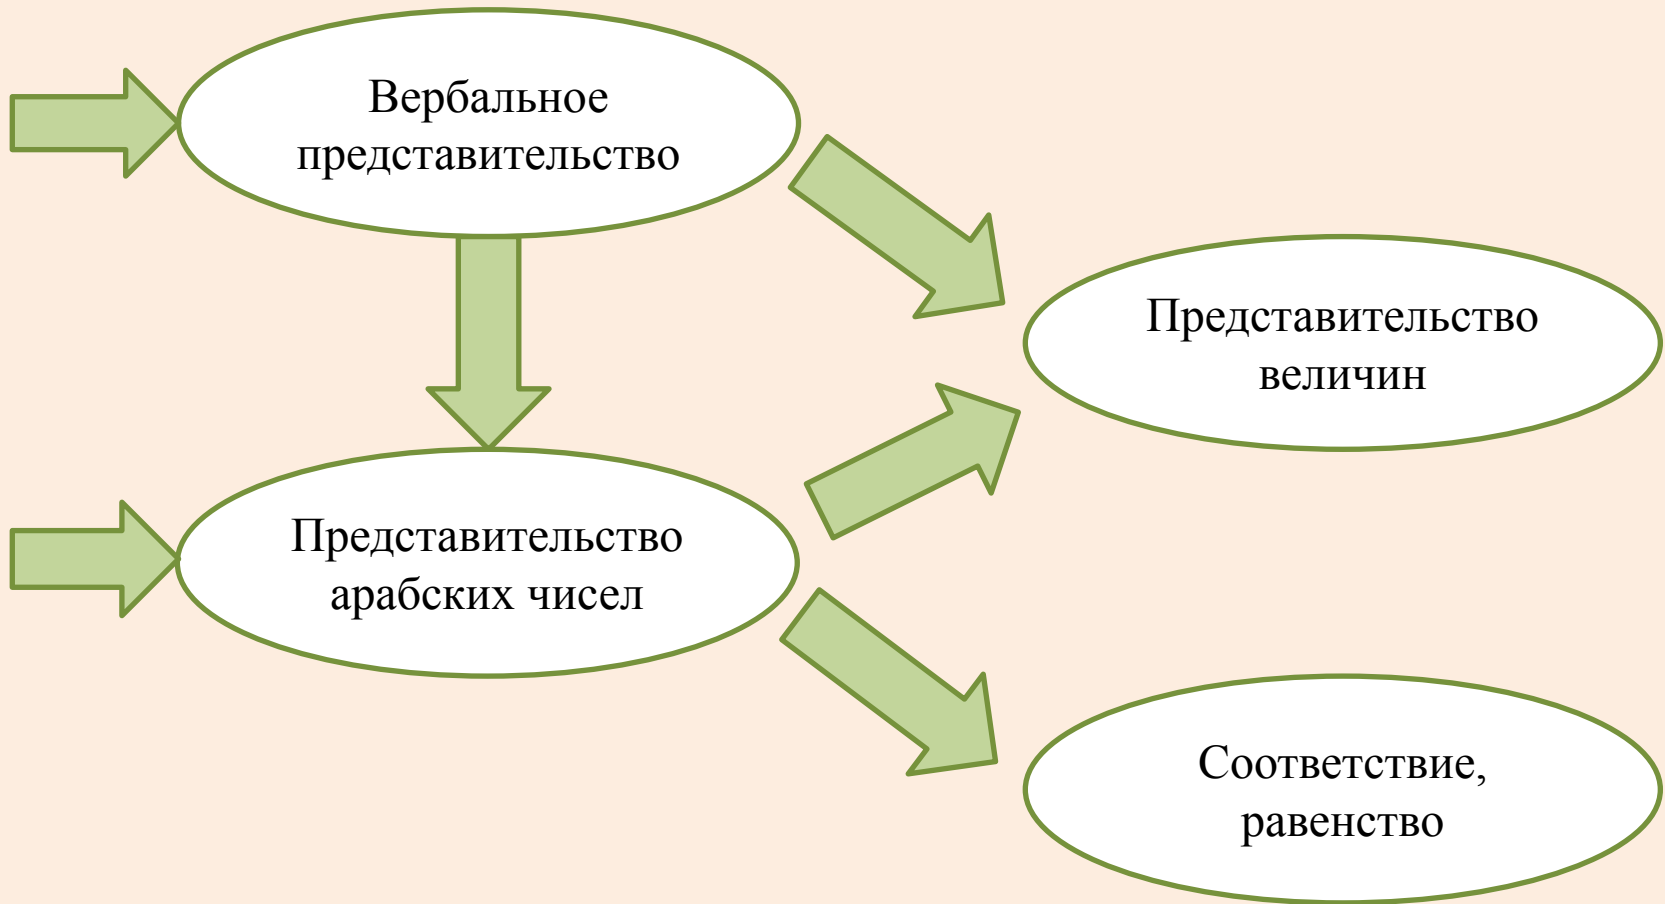 Вербальное
представительство
Представительство
величин
Представительство
арабских чисел
Соответствие,
равенство